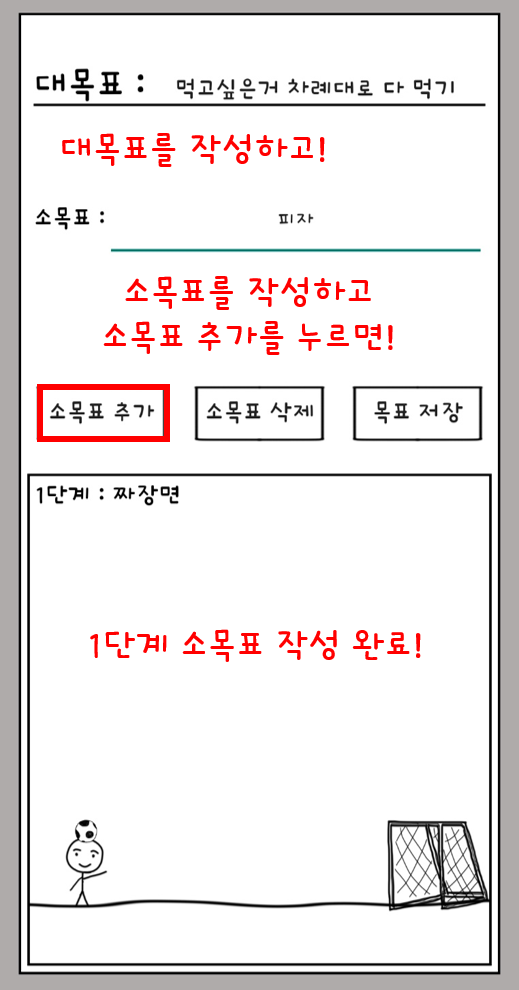 대목표 : 먹고싶은거 차례대로 다 먹기
대목표를 작성하고!
소목표 : 피자
소목표를 작성하고
소목표 추가를 누르면!
소목표 추가 소목표 삭제 목표 저장
1단계 : 짜장면
1단계 소목표 작성 완료!